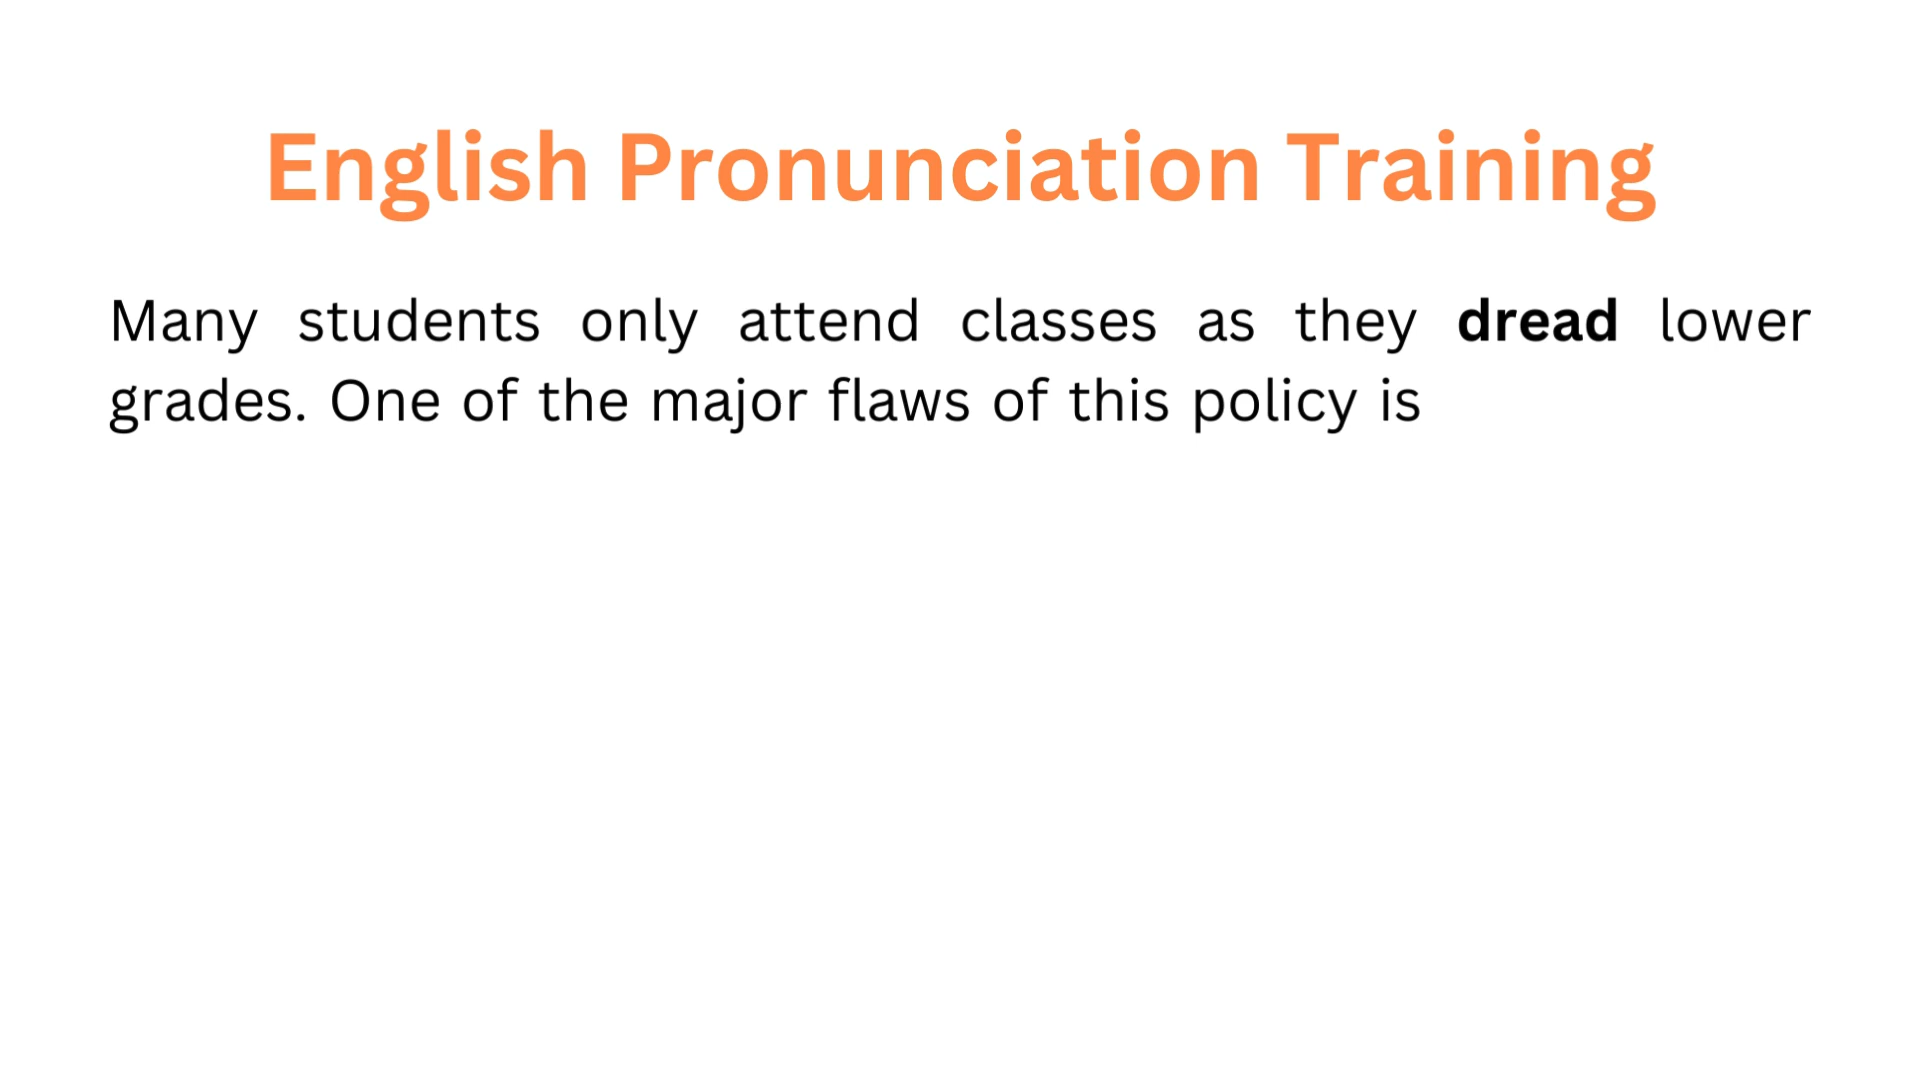 English Pronunciation Training
Many students only attend classes as they dread lower
grades. One of the major flaws of this policy is